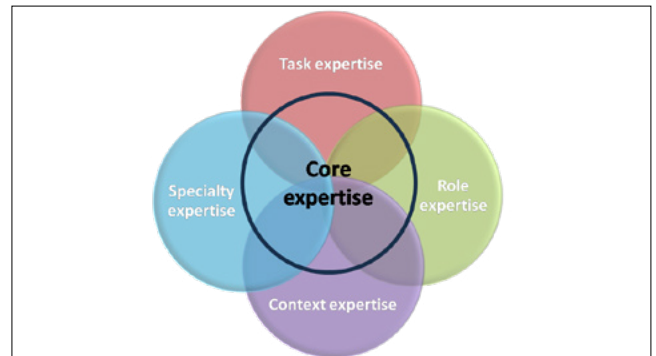 Task expertise
Core
expertise
Specialty
expertise
Role
expertise
Context expertise